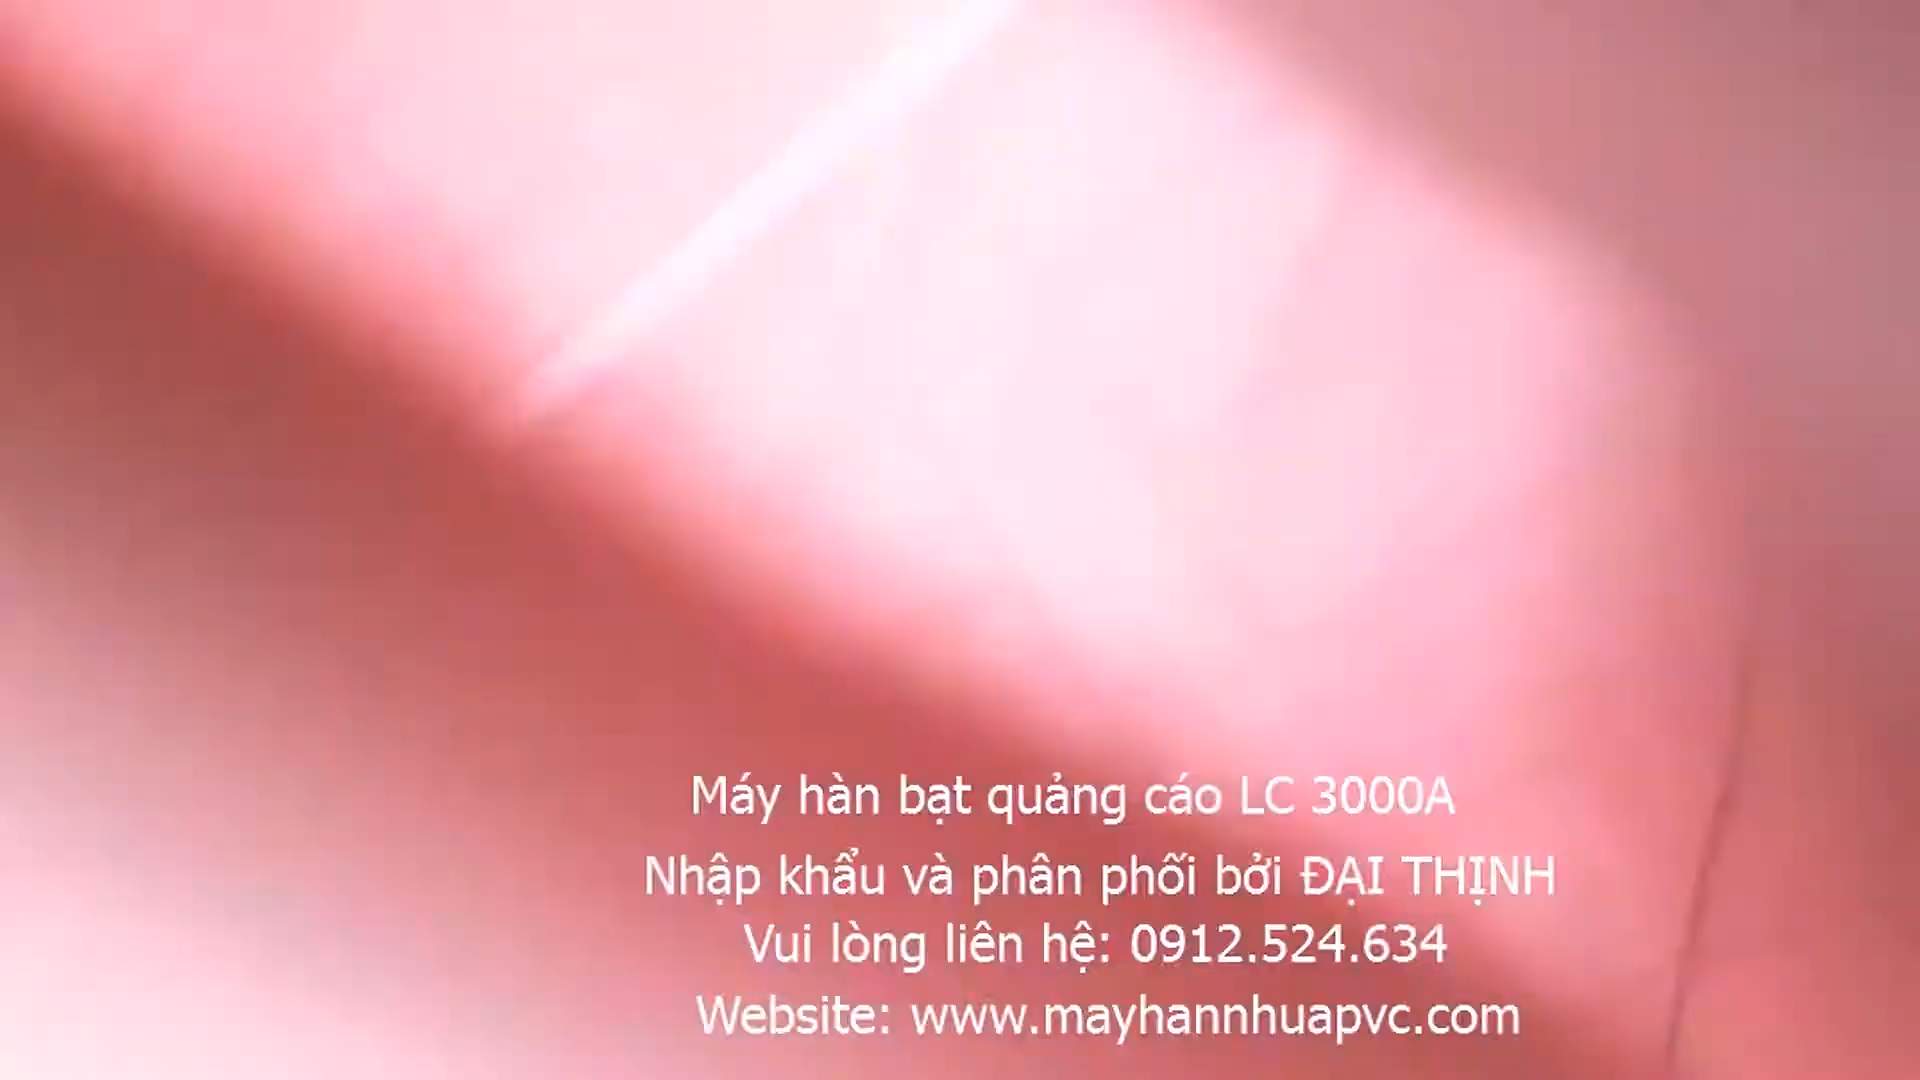 Máy hàn bạt quảng cáo LC 3000A
Nhập khẩu và phân phối bởi ĐẠI THỊNH
Vui lòng liên hệ: 0912.524.634
Website: www.mayhannhuapvc.com